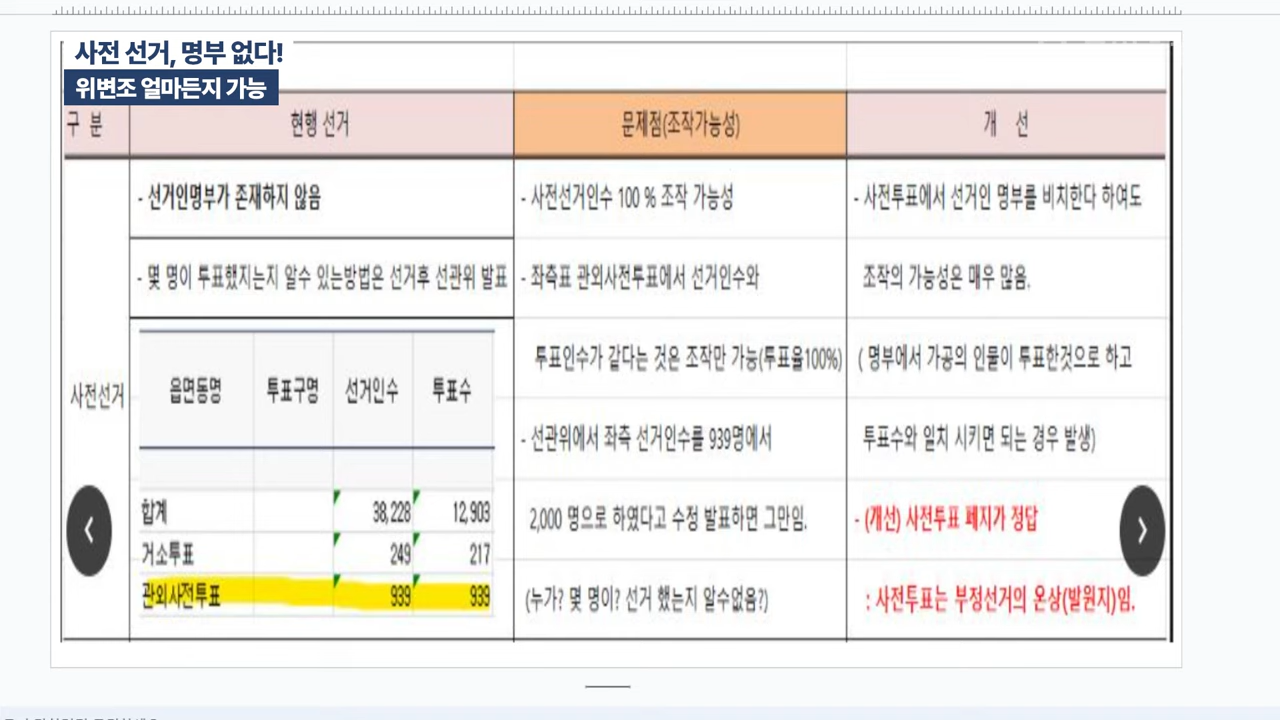 사전 선거, 명부 없다!
위변조 얼마든지 가능
구 분
현행 선거
문제점(조작가능성)
개 선
사전선거
- 선거인명부가 존재하지 않음
- 몇 명이 투표했지는지 알수 있는방법은 선거후 선관위 발표
읍면동명 투표구명 선거인수 투표수
합계 38,228 12,903
거소투표 249 217
관외사전투표 939 939
- 사전선거인수 100 % 조작 가능성
- 좌측표 관외사전투표에서 선거인수와
투표인수가 같다는 것은 조작만 가능(투표율100%)
- 선관위에서 좌측 선거인수를 939명에서
2,000 명으로 하였다고 수정 발표하면 그만임.
(누가? 몇 명이? 선거 했는지 알수없음?)
- 사전투표에서 선거인 명부를 비치한다 하여도
조작의 가능성은 매우 많음.
( 명부에서 가공의 인물이 투표한것으로 하고
투표수와 일치 시키면 되는 경우 발생)
- (개선) 사전투표 폐지가 정답
: 사전투표는 부정선거의 온상(발원지)임.